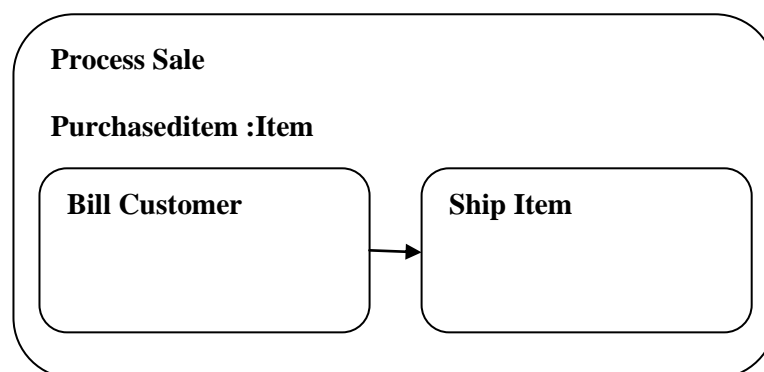 Process Sale
Purchaseditem :Item
Bill Customer
Ship Item